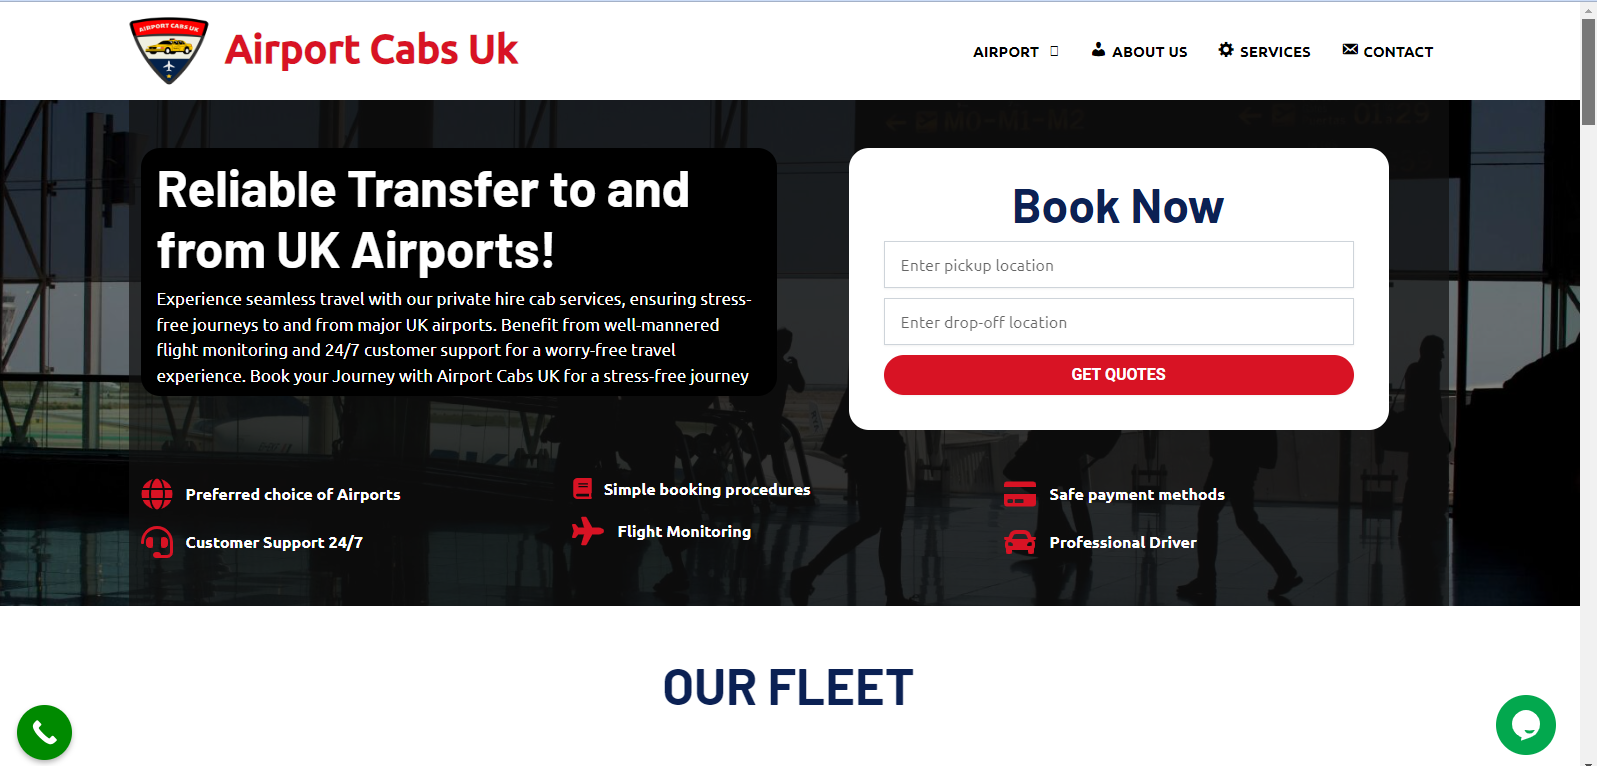 AIRPORT CABS UK
Airport Cabs Uk
AIRPORT
ABOUT US
SERVICES
CONTACT
M0-M1-M2
01:29
Reliable Transfer to and
from UK Airports!
Experience seamless travel with our private hire cab services, ensuring stress-
free journeys to and from major UK airports. Benefit from well-mannered
flight monitoring and 24/7 customer support for a worry-free travel
experience. Book your Journey with Airport Cabs UK for a stress-free journey
Book Now
Enter pickup location
Enter drop-off location
GET QUOTES
Preferred choice of Airports
Simple booking procedures
Safe payment methods
Customer Support 24/7
Flight Monitoring
Professional Driver
OUR FLEET